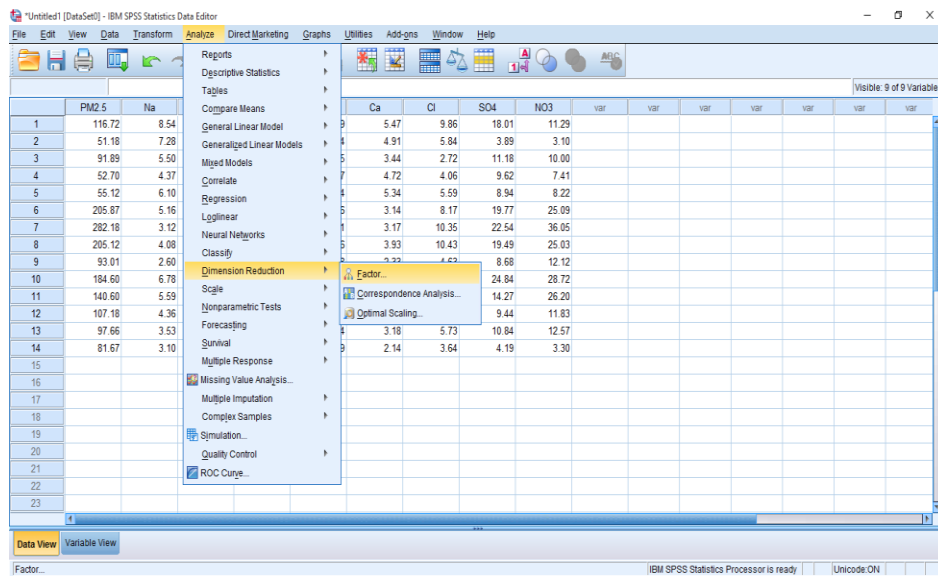 *Untitled1 [DataSet0] - IBM SPSS Statistics Data Editor
File Edit View Data Transform Analyze Direct Marketing Graphs Utilities Add-ons Window Help
Visible: 9 of 9 Variable
PM2.5 Na Ca Cl SO4 NO3 var var var var var var var
1 116.72 8.54 9 5.47 9.86 18.01 11.29
2 51.18 7.28 4 4.91 5.84 3.89 3.10
3 91.89 5.50 5 3.44 2.72 11.18 10.00
4 52.70 4.37 7 4.72 4.06 9.62 7.41
5 55.12 6.10 4 5.34 5.59 8.94 8.22
6 205.87 5.16 5 3.14 8.17 19.77 25.09
7 282.18 3.12 1 3.17 10.35 22.54 36.05
8 205.12 4.08 5 3.93 10.43 19.49 25.03
9 93.01 2.60 8.68 12.12
10 184.60 6.78 24.84 28.72
11 140.60 5.59 14.27 26.20
12 107.18 4.36 9.44 11.83
13 97.66 3.53 4 3.18 5.73 10.84 12.57
14 81.67 3.10 9 2.14 3.64 4.19 3.30
15
16
17
18
19
20
21
22
23
Reports
Descriptive Statistics
Tables
Compare Means
General Linear Model
Generalized Linear Models
Mixed Models
Correlate
Regression
Loglinear
Neural Networks
Classify
Dimension Reduction
Scale
Nonparametric Tests
Forecasting
Survival
Multiple Response
Missing Value Analysis...
Multiple Imputation
Complex Samples
Simulation...
Quality Control
ROC Curve...
Factor...
Correspondence Analysis...
Optimal Scaling...
Data View Variable View
Factor... IBM SPSS Statistics Processor is ready Unicode:ON